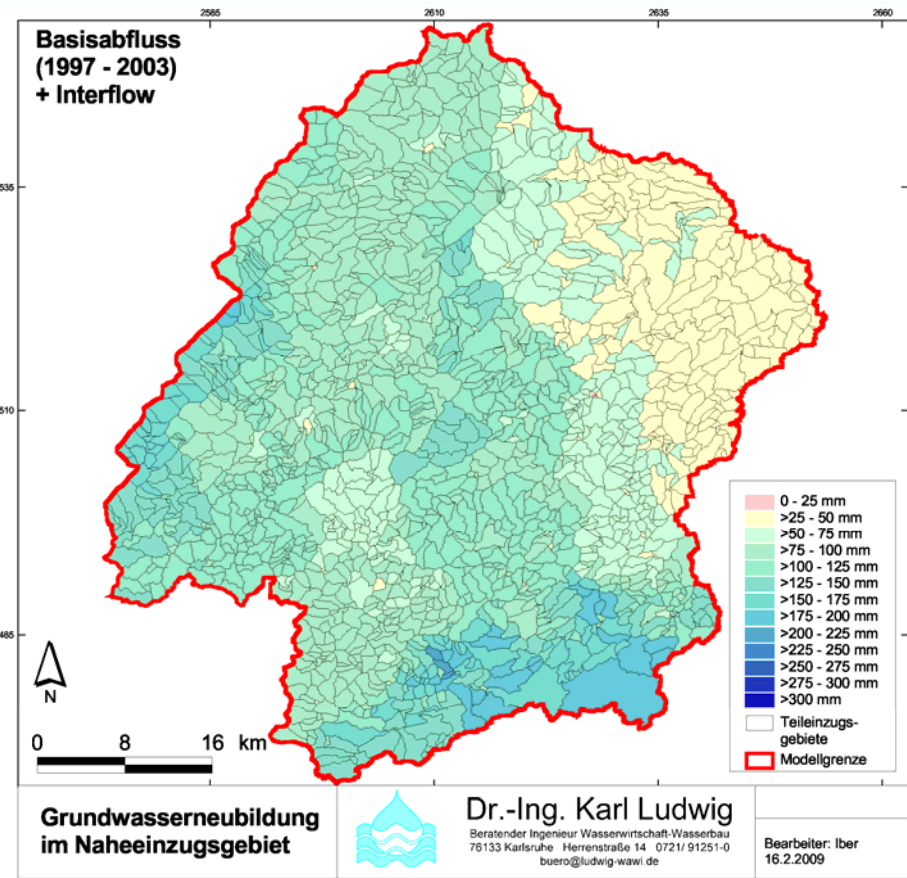 2585 2610 2635 2660
Basisabfluss
(1997 - 2003)
+ Interflow
535
510
485
0 - 25 mm
>25 - 50 mm
>50 - 75 mm
>75 - 100 mm
>100 - 125 mm
>125 - 150 mm
>150 - 175 mm
>175 - 200 mm
>200 - 225 mm
>225 - 250 mm
>250 - 275 mm
>275 - 300 mm
>300 mm
Teileinzugs-
gebiete
Modellgrenze
N
0 8 16 km
Grundwasserneubildung
im Naheeinzugsgebiet
Dr.-Ing. Karl Ludwig
Beratender Ingenieur Wasserwirtschaft-Wasserbau
76133 Karlsruhe Herrenstraße 14 0721/ 91251-0
buero@ludwig-wawi.de
Bearbeiter: Iber
16.2.2009